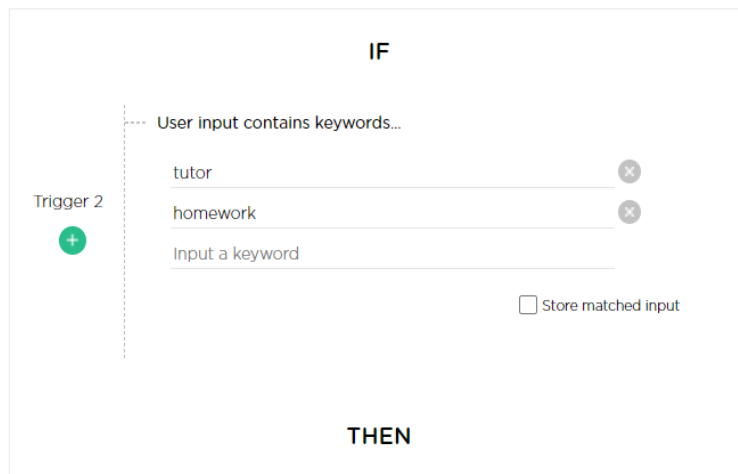 IF
User input contains keywords...
tutor
Trigger 2
homework
Input a keyword
Store matched input
THEN